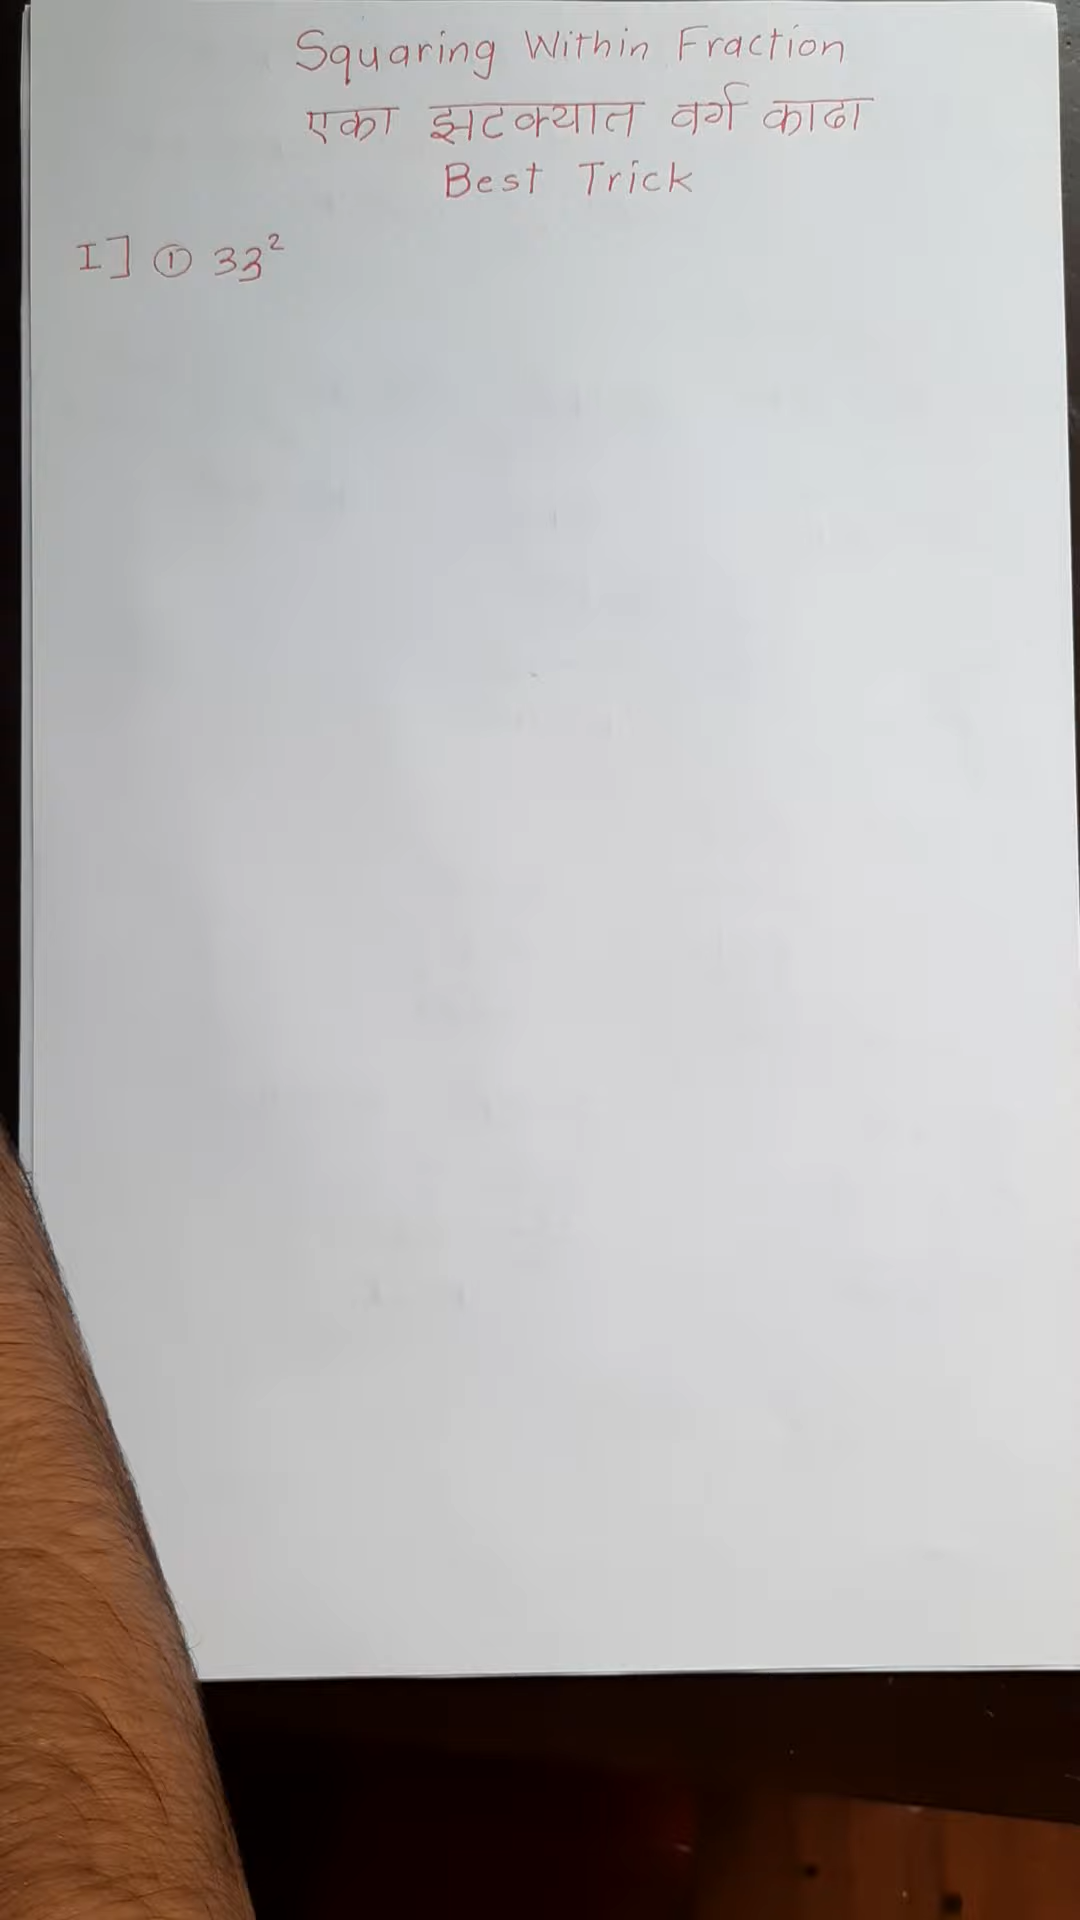 Squaring Within Fraction
एका झटक्यात वर्ग काढा
Best Trick
I] ① 33²